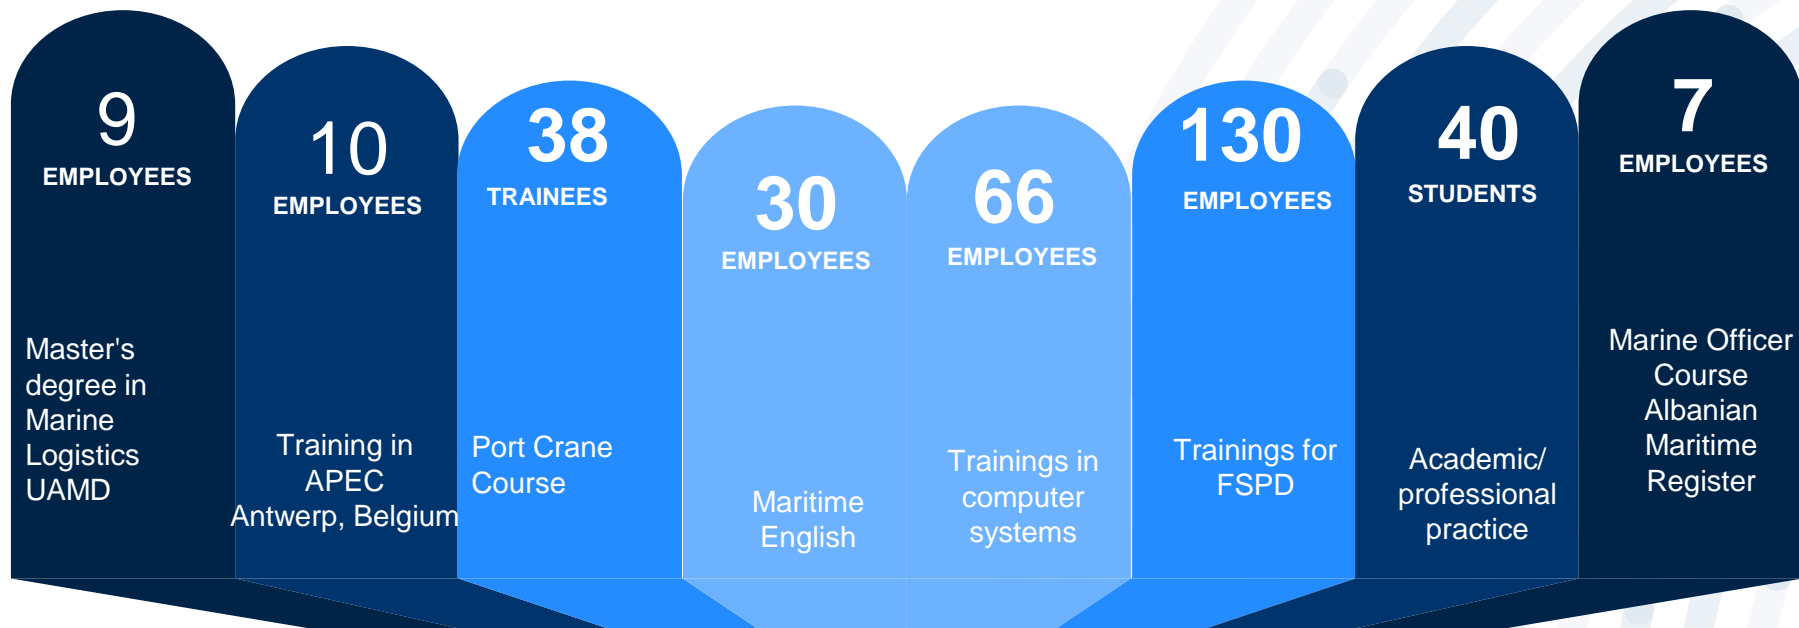 9
EMPLOYEES
Master's
degree in
Marine
Logistics
UAMD
10
EMPLOYEES
Training in
APEC
Antwerp, Belgium
38
TRAINEES
Port Crane
Course
30
EMPLOYEES
Maritime
English
66
EMPLOYEES
Trainings in
computer
systems
130
EMPLOYEES
Trainings for
FSPD
40
STUDENTS
Academic/
professional
practice
7
EMPLOYEES
Marine Officer
Course
Albanian
Maritime
Register